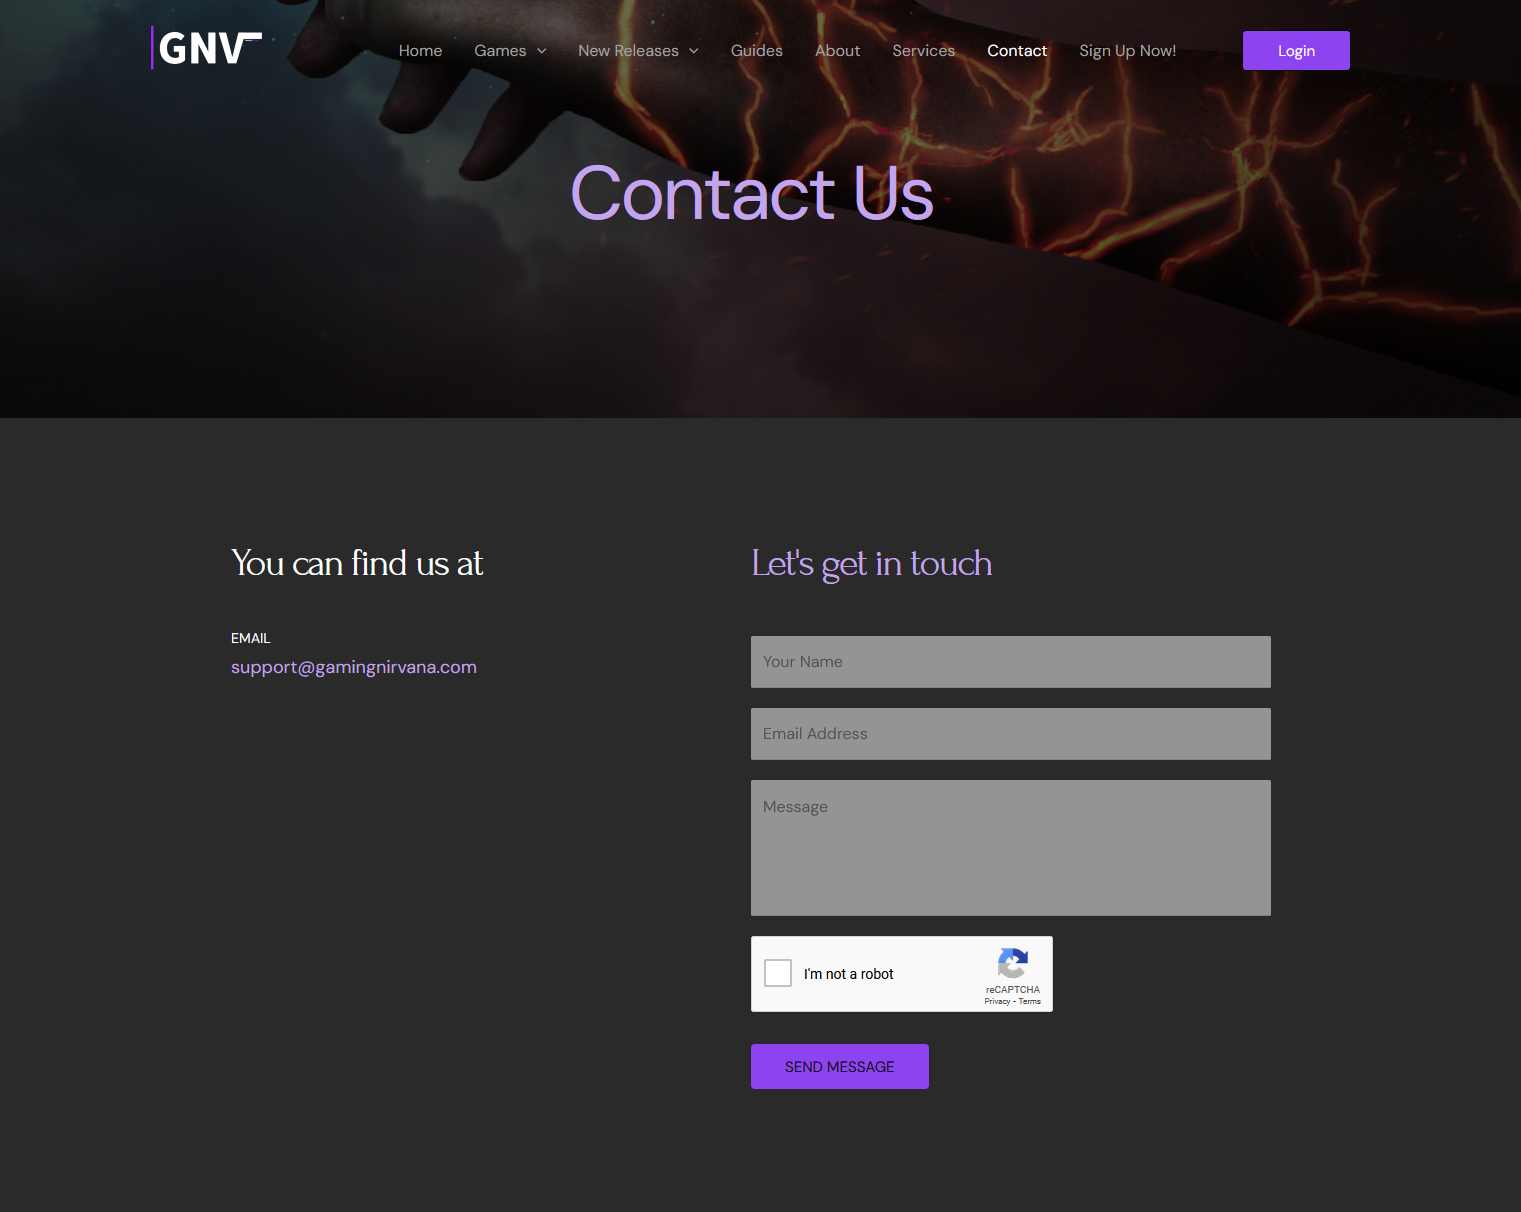 GNV
Home
Games
New Releases
Guides
About
Services
Contact
Sign Up Now!
Login
Contact Us
You can find us at
EMAIL
support@gamingnirvana.com
Let's get in touch
Your Name
Email Address
Message
I'm not a robot
reCAPTCHA
Privacy - Terms
SEND MESSAGE